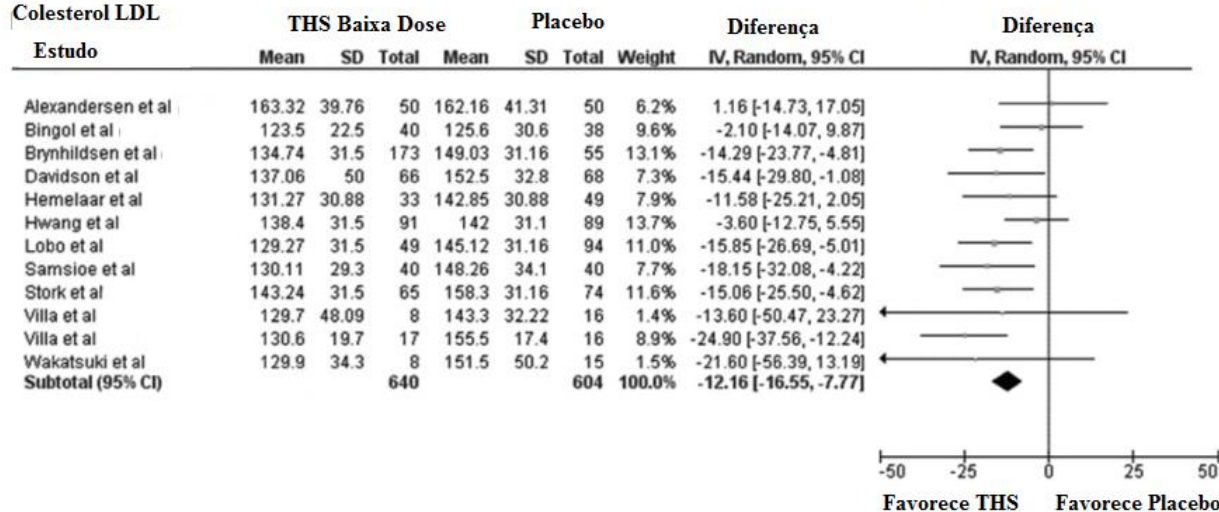 Colesterol LDL THS Baixa Dose Placebo Diferença Diferença
Estudo Mean SD Total Mean SD Total Weight IV, Random, 95% CI IV, Random, 95% CI
Alexandersen et al 163.32 39.76 50 162.16 41.31 50 6.2% 1.16 [-14.73, 17.05]
Bingol et al 123.5 22.5 40 125.6 30.6 38 9.6% -2.10 [-14.07, 9.87]
Brynhildsen et al 134.74 31.5 173 149.03 31.16 55 13.1% -14.29 [-23.77, -4.81]
Davidson et al 137.06 50 66 152.5 32.8 68 7.3% -15.44 [-29.80, -1.08]
Hemelaar et al 131.27 30.88 33 142.85 30.88 49 7.9% -11.58 [-25.21, 2.05]
Hwang et al 138.4 31.5 91 142 31.1 89 13.7% -3.60 [-12.75, 5.55]
Lobo et al 129.27 31.5 49 145.12 31.16 94 11.0% -15.85 [-26.69, -5.01]
Samsioe et al 130.11 29.3 40 148.26 34.1 40 7.7% -18.15 [-32.08, -4.22]
Stork et al 143.24 31.5 65 158.3 31.16 74 11.6% -15.06 [-25.50, -4.62]
Villa et al 129.7 48.09 8 143.3 32.22 16 1.4% -13.60 [-50.47, 23.27]
Villa et al 130.6 19.7 17 155.5 17.4 16 8.9% -24.90 [-37.56, -12.24]
Wakatsuki et al 129.9 34.3 8 151.5 50.2 15 1.5% -21.60 [-56.39, 13.19]
Subtotal (95% CI) 640 604 100.0% -12.16 [-16.55, -7.77]
-50 -25 0 25 50
Favorece THS Favorece Placebo